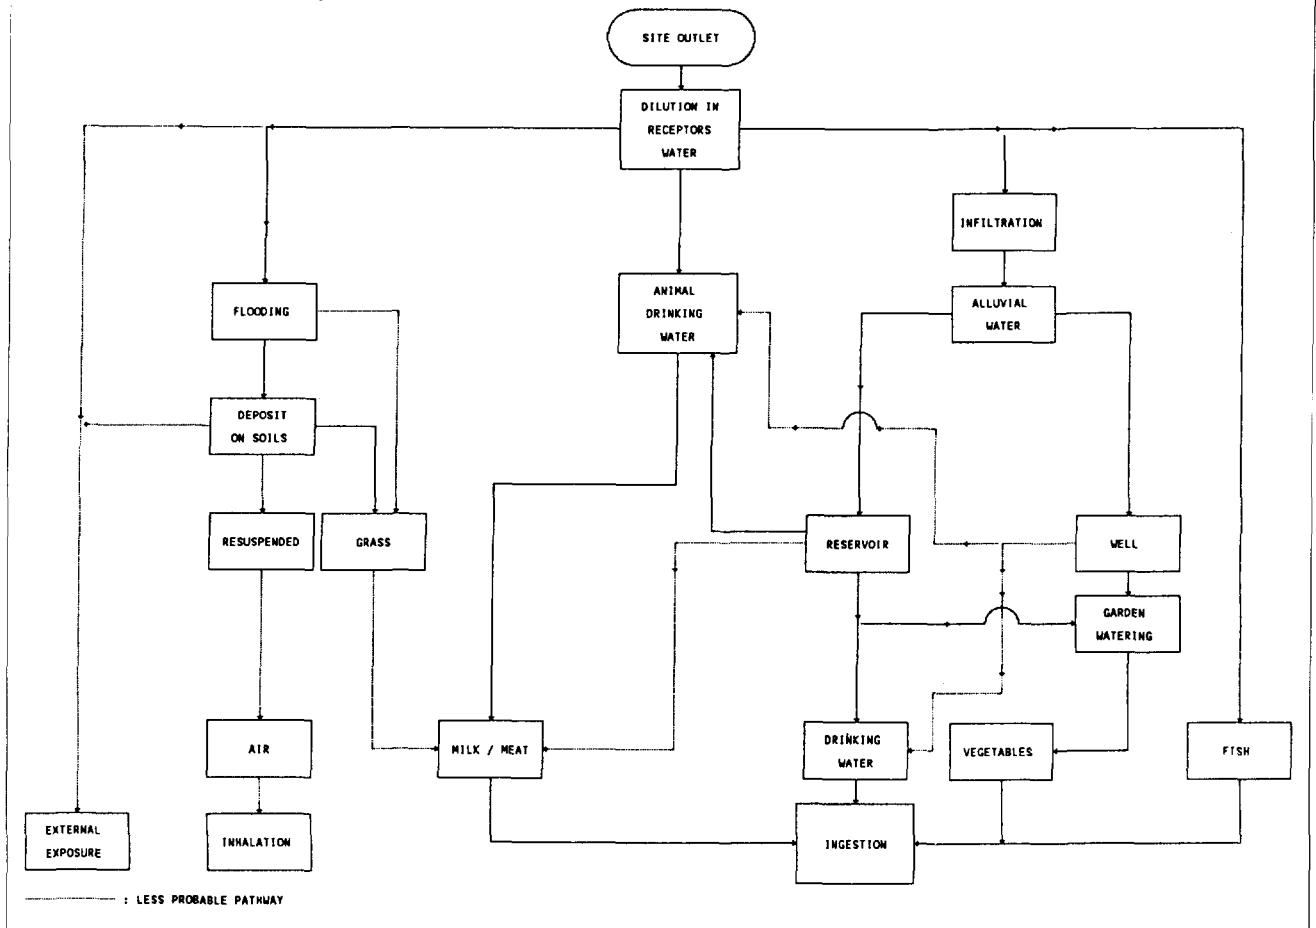 SITE OUTLET
DILUTION IN
RECEPTORS
WATER
INFILTRATION
FLOODING
ANIMAL
DRINKING
WATER
ALLUVIAL
WATER
DEPOSIT
ON SOILS
RESUSPENDED
GRASS
RESERVOIR
WELL
GARDEN
WATERING
AIR
MILK / MEAT
DRINKING
WATER
VEGETABLES
FISH
EXTERNAL
EXPOSURE
INHALATION
INGESTION
: LESS PROBABLE PATHWAY